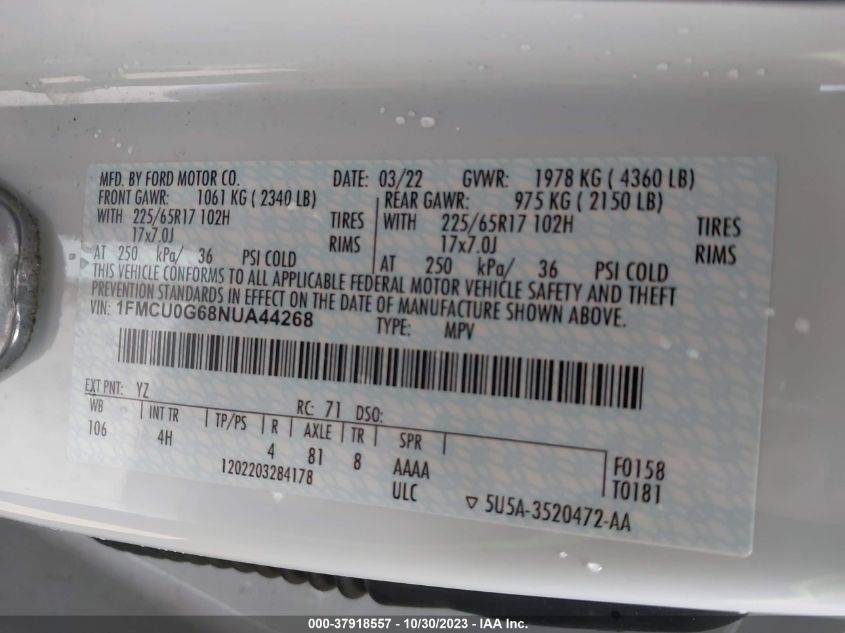 MFD. BY FORD MOTOR CO. DATE: 03/22 GVWR: 1978 KG ( 4360 LB)
FRONT GAWR: 1061 KG ( 2340 LB) REAR GAWR: 975 KG ( 2150 LB)
WITH 225/65R17 102H TIRES WITH 225/65R17 102H TIRES
17x7.0J RIMS 17x7.0J RIMS
AT 250 kPa/ 36 PSI COLD AT 250 kPa/ 36 PSI COLD
THIS VEHICLE CONFORMS TO ALL APPLICABLE FEDERAL MOTOR VEHICLE SAFETY AND THEFT
PREVENTION STANDARDS IN EFFECT ON THE DATE OF MANUFACTURE SHOWN ABOVE.
VIN: 1FMCU0G68NUA44268 TYPE: MPV
EXT PNT: YZ RC: 71 DSO:
WB INT TR TP/PS R AXLE TR SPR
106 4H 4 81 8 AAAA F0158
1202203284178 ULC T0181
5U5A-3520472-AA
000-37918557 - 10/30/2023 - IAA Inc.